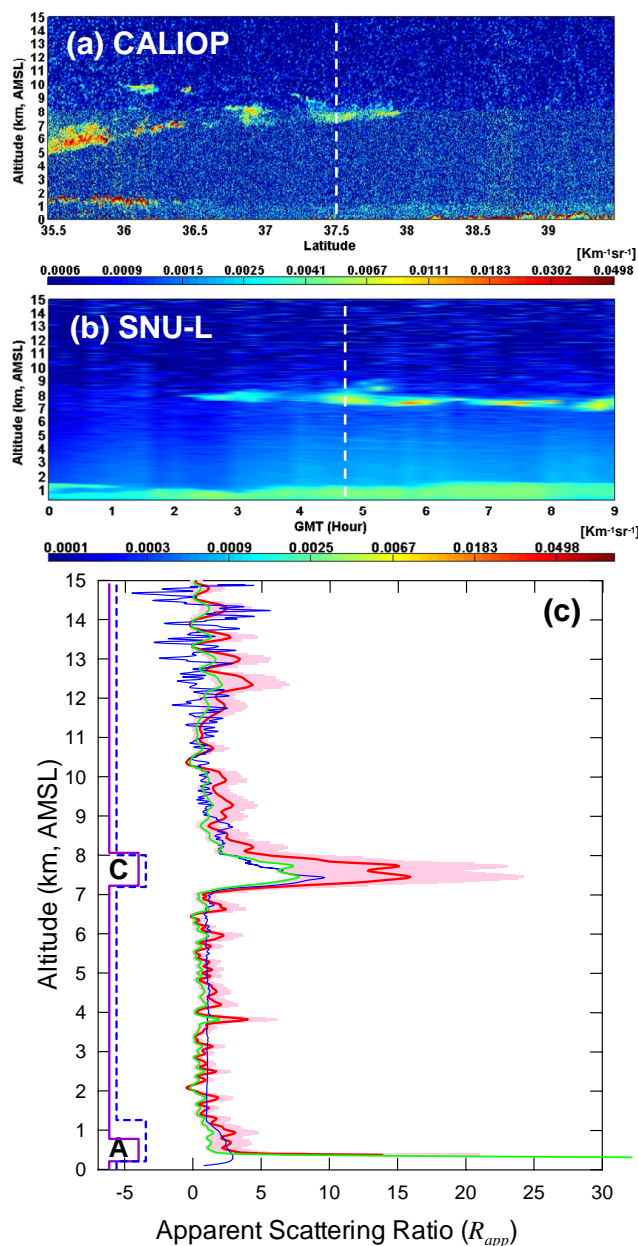 (a) CALIOP
Altitude (km, AMSL)
15
14
13
12
11
10
9
8
7
6
5
4
3
2
1
0
35.5 36 36.5 37 37.5 38 38.5 39
Latitude
[Km⁻¹sr⁻¹]
0.0006 0.0009 0.0015 0.0025 0.0041 0.0067 0.0111 0.0183 0.0302 0.0498
(b) SNU-L
Altitude (km, AMSL)
15
14
13
12
11
10
9
8
7
6
5
4
3
2
1
0 1 2 3 4 5 6 7 8 9
GMT (Hour)
[Km⁻¹sr⁻¹]
0.0001 0.0003 0.0009 0.0025 0.0067 0.0183 0.0498
(c)
Altitude (km, AMSL)
15
14
13
12
11
10
9
8
C
7
6
5
4
3
2
1
A
0
-5 0 5 10 15 20 25 30
Apparent Scattering Ratio (R_app)